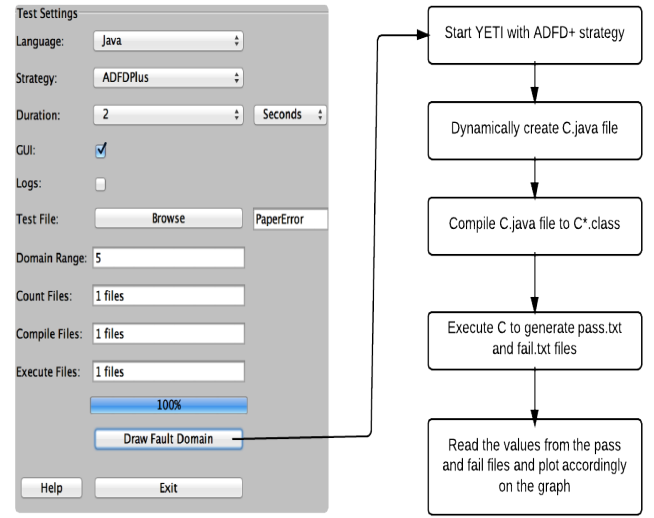 Test Settings
Language: Java
Strategy: ADFDPlus
Duration: 2 Seconds
GUI:
Logs:
Test File: Browse PaperError
Domain Range: 5
Count Files: 1 files
Compile Files: 1 files
Execute Files: 1 files
100%
Draw Fault Domain
Help Exit
Start YETI with ADFD+ strategy
Dynamically create C.java file
Compile C.java file to C*.class
Execute C to generate pass.txt
and fail.txt files
Read the values from the pass
and fail files and plot accordingly
on the graph